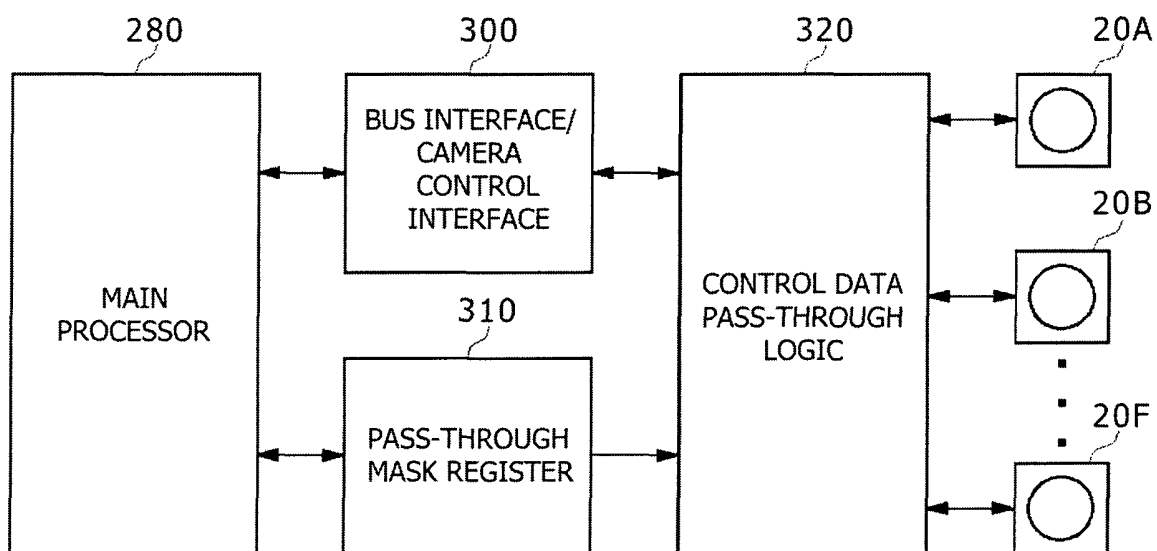 280
300
320
20A
BUS INTERFACE/
CAMERA
CONTROL
INTERFACE
20B
MAIN
PROCESSOR
CONTROL DATA
PASS-THROUGH
LOGIC
310
PASS-THROUGH
MASK REGISTER
20F